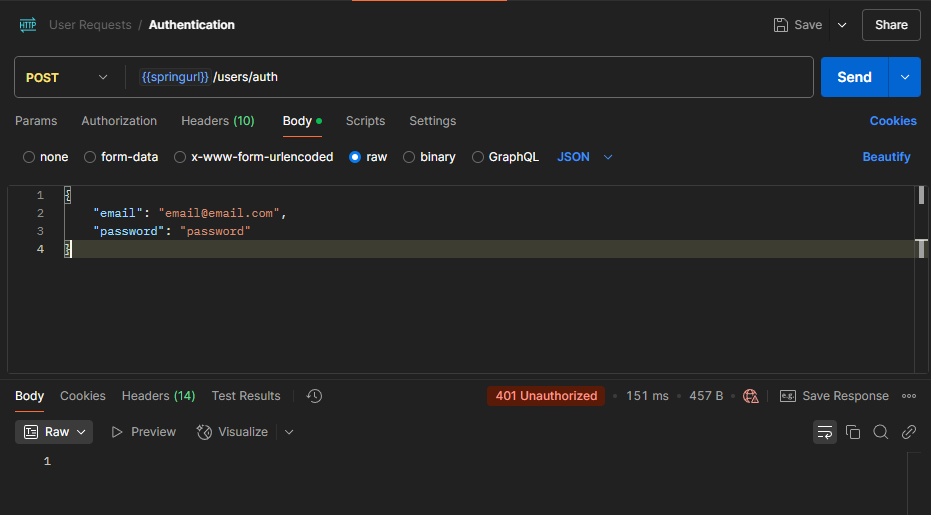 HTTP User Requests / Authentication Save Share
POST {{springurl}} /users/auth Send
Params Authorization Headers (10) Body Scripts Settings Cookies
none form-data x-www-form-urlencoded raw binary GraphQL JSON Beautify
1 {
2 "email": "email@email.com",
3 "password": "password"
4 }
Body Cookies Headers (14) Test Results 401 Unauthorized 151 ms 457 B e.g. Save Response
Raw Preview Visualize
1